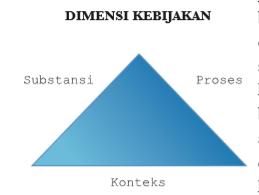 DIMENSI KEBIJAKAN
Substansi
Proses
Konteks